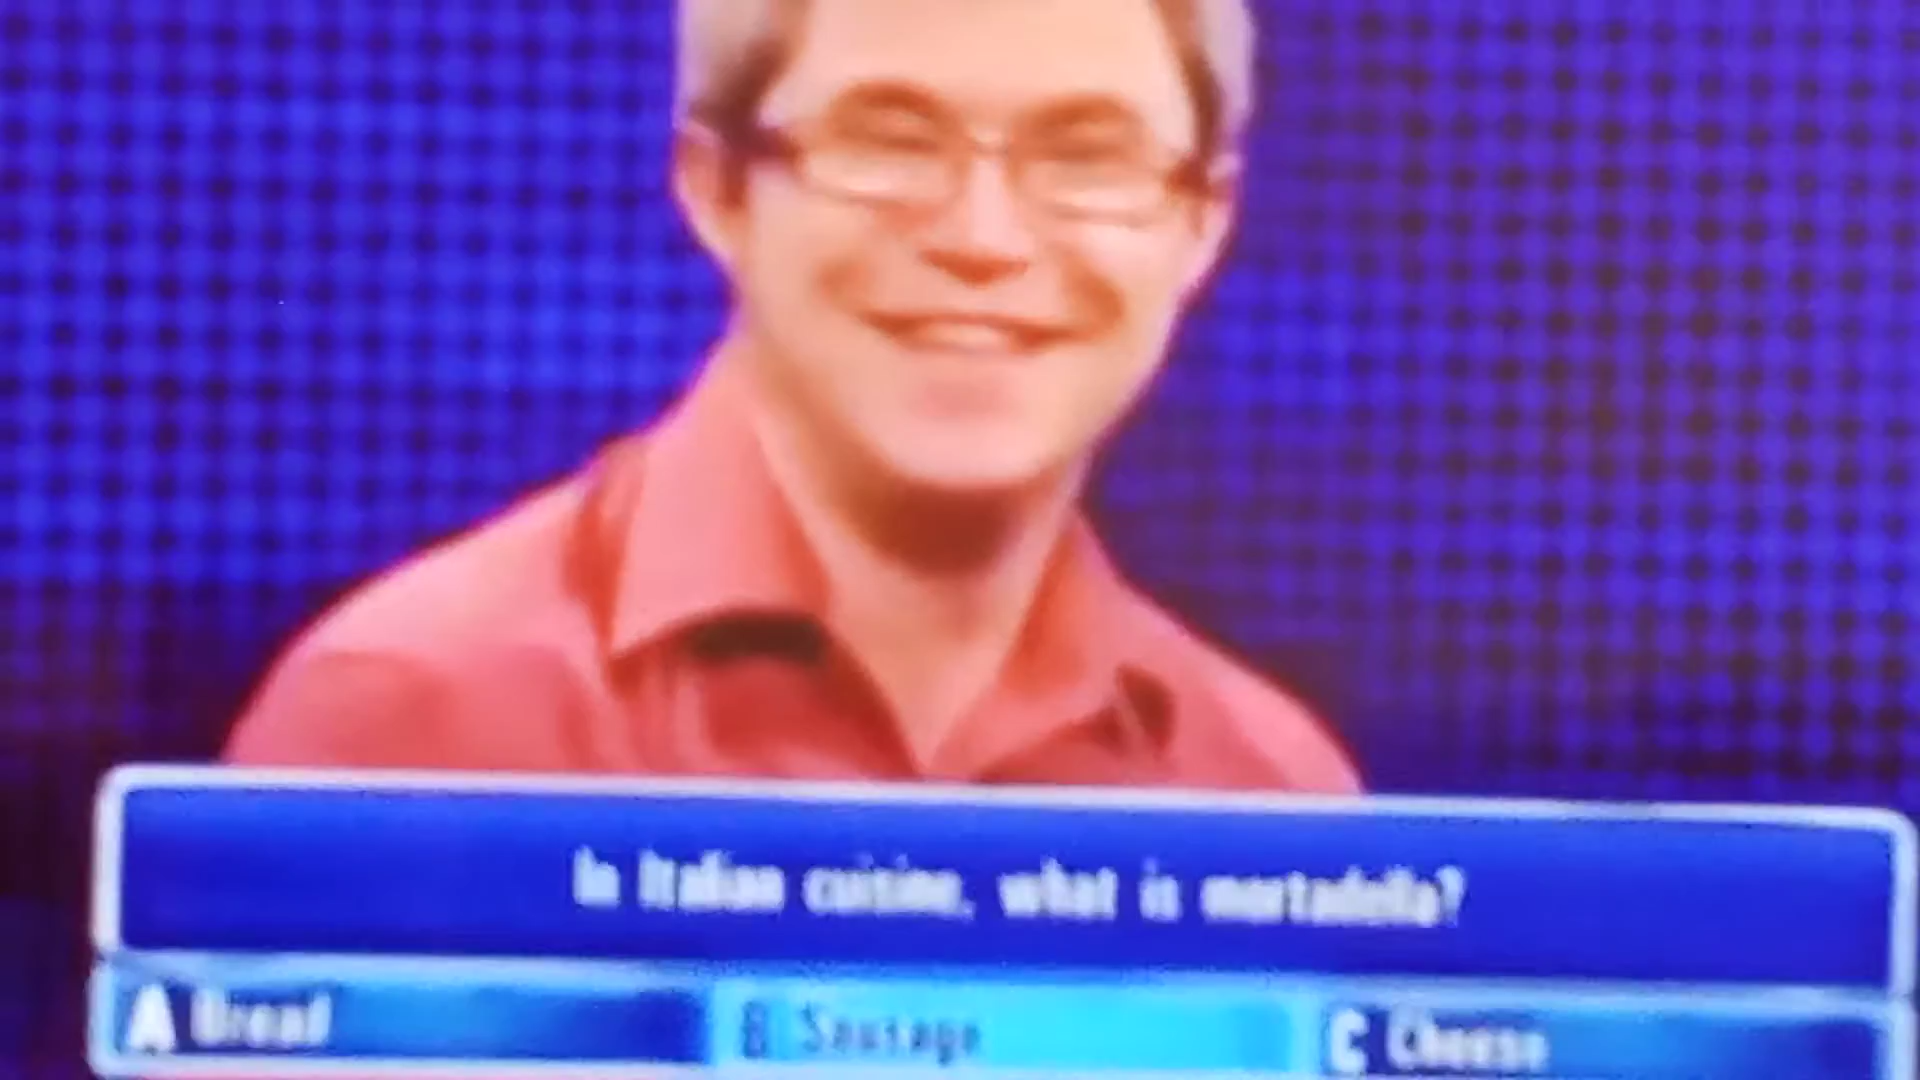 In Italian cuisine, what is mortadella?
A Bread
B Sausage
C Cheese